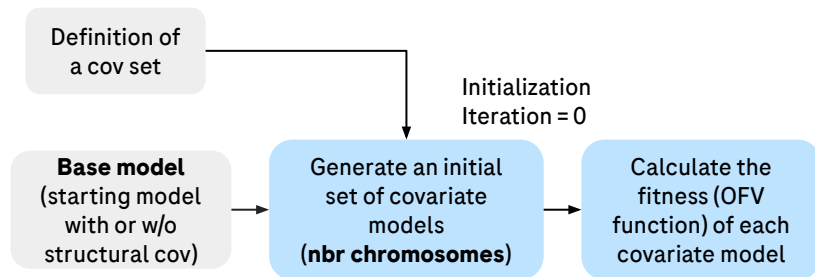 Definition of
a cov set
Initialization
Iteration = 0
Base model
(starting model
with or w/o
structural cov)
Generate an initial
set of covariate
models
(nbr chromosomes)
Calculate the
fitness (OFV
function) of each
covariate model